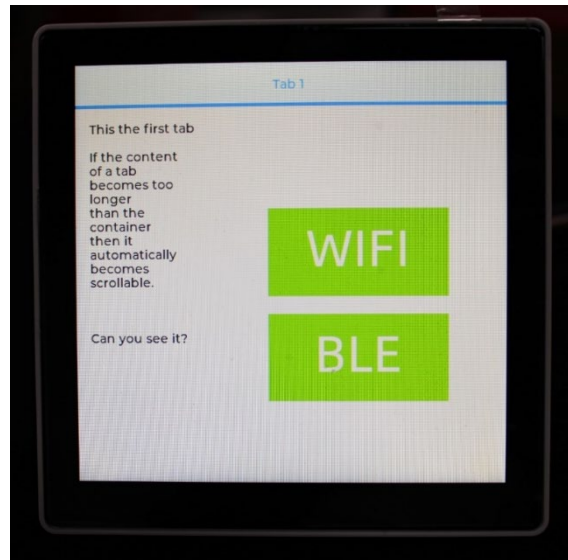 Tab 1
This the first tab
If the content
of a tab
becomes too
longer
than the
container
then it
automatically
becomes
scrollable.
Can you see it?
WIFI
BLE